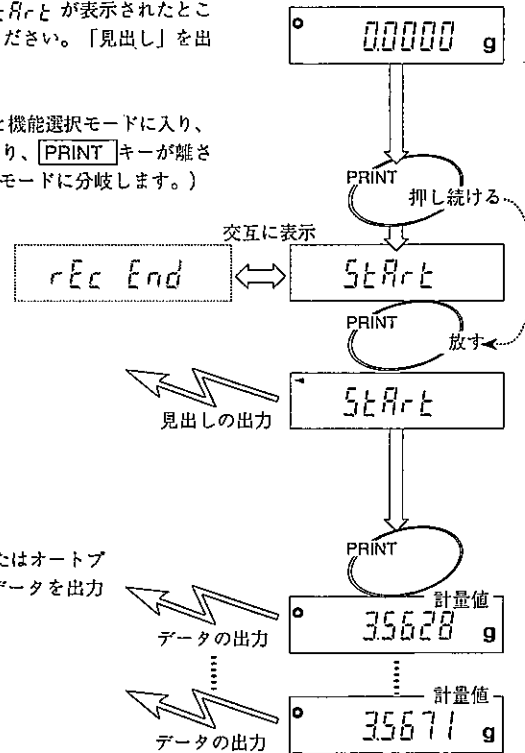 tArt が表示されたとこ
ださい。「見出し」を出
0.0000 g
と機能選択モードに入り、
り、PRINT キーが離さ
モードに分岐します。)
PRINT
押し続ける
交互に表示
rEc End
StArt
PRINT
放す
StArt
見出しの出力
PRINT
たはオートプ
データを出力
計量値
3.5628 g
データの出力
計量値
3.5671 g
データの出力